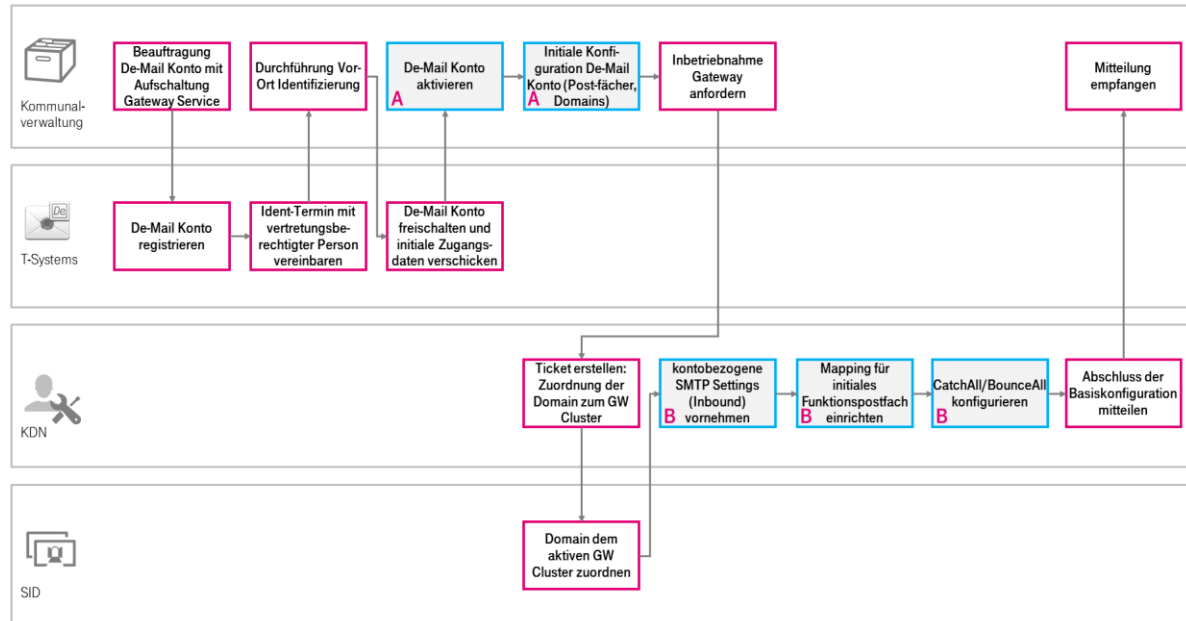 Beauftragung
De-Mail Konto mit
Aufschaltung
Gateway Service
Durchführung Vor-
Ort Identifizierung
De-Mail Konto
aktivieren
A
Initiale Konfi-
guration De-Mail
Konto (Post-fächer,
Domains)
A
Inbetriebnahme
Gateway
anfordern
Mitteilung
empfangen
Kommunal-
verwaltung
De
T-Systems
De-Mail Konto
registrieren
Ident-Termin mit
vertretungsbe-
rechtigter Person
vereinbaren
De-Mail Konto
freischalten und
initiale Zugangs-
daten verschicken
KDN
Ticket erstellen:
Zuordnung der
Domain zum GW
Cluster
kontobezogene
SMTP Settings
(Inbound)
vornehmen
B
Mapping für
initiales
Funktionspostfach
einrichten
B
CatchAll/BounceAll
konfigurieren
B
Abschluss der
Basiskonfiguration
mitteilen
SID
Domain dem
aktiven GW
Cluster zuordnen